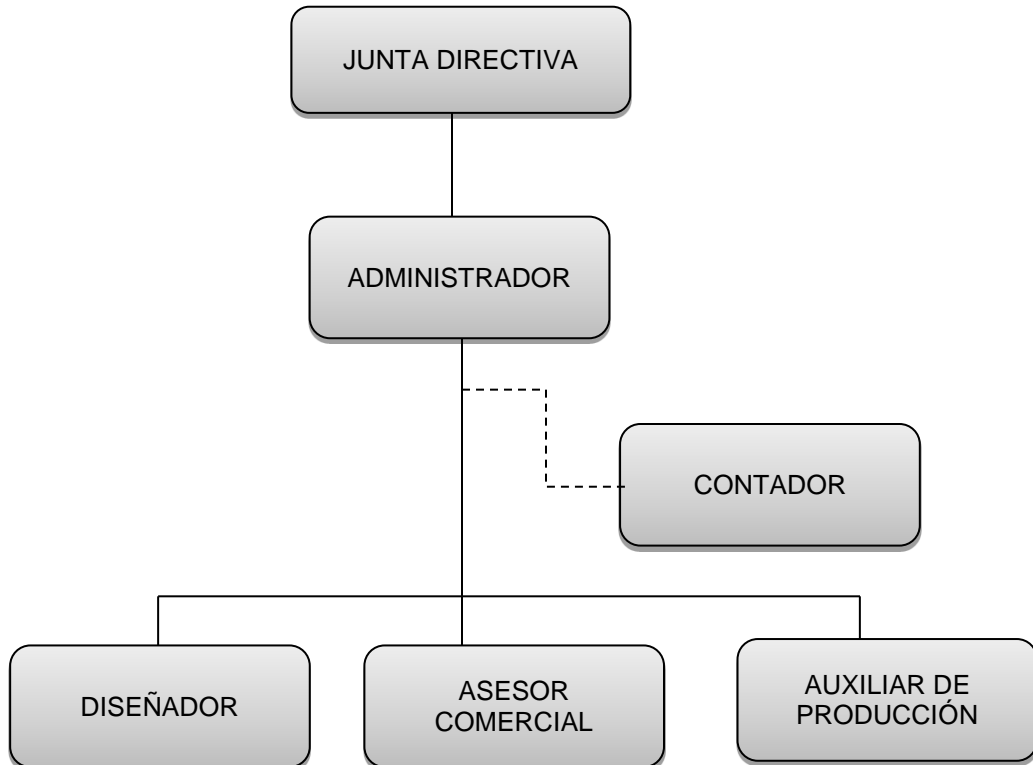 JUNTA DIRECTIVA
ADMINISTRADOR
CONTADOR
DISEÑADOR
ASESOR
COMERCIAL
AUXILIAR DE
PRODUCCIÓN